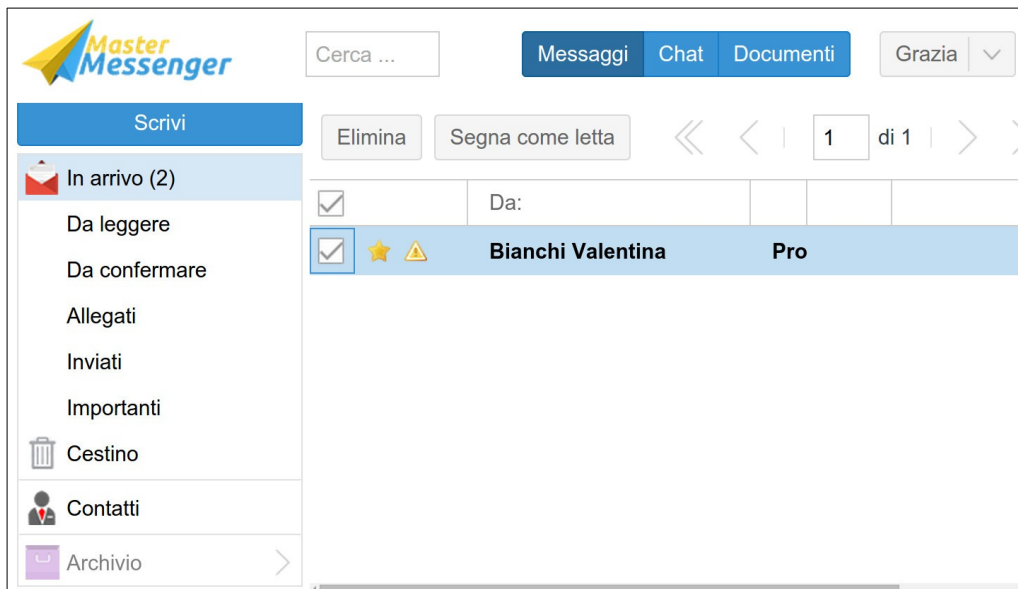 Master
Messenger
Cerca ...
Messaggi Chat Documenti
Grazia
Scrivi
Elimina Segna come letta 1 di 1
In arrivo (2)
Da:
Da leggere
Bianchi Valentina Pro
Da confermare
Allegati
Inviati
Importanti
Cestino
Contatti
Archivio